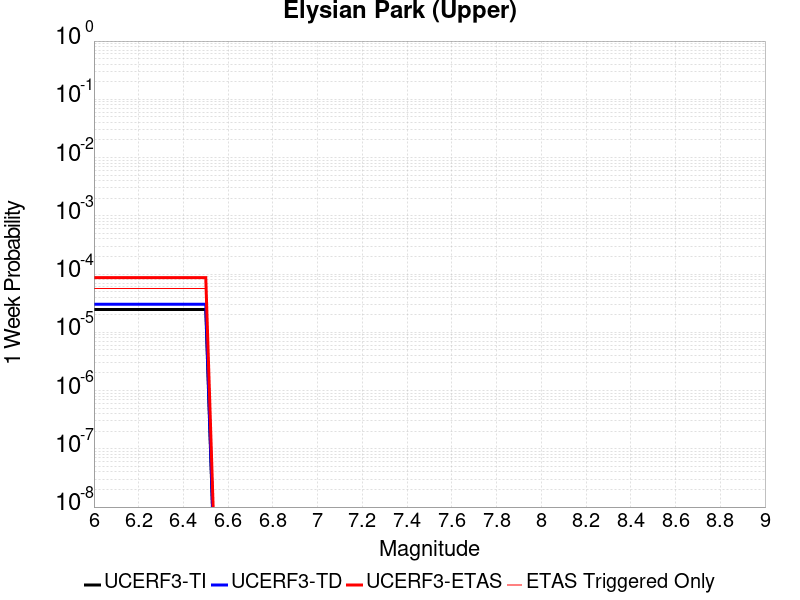 Elysian Park (Upper)
10^0
10^-1
10^-2
10^-3
10^-4
10^-5
10^-6
10^-7
10^-8
1 Week Probability
6 6.2 6.4 6.6 6.8 7 7.2 7.4 7.6 7.8 8 8.2 8.4 8.6 8.8 9
Magnitude
UCERF3-TI UCERF3-TD UCERF3-ETAS ETAS Triggered Only